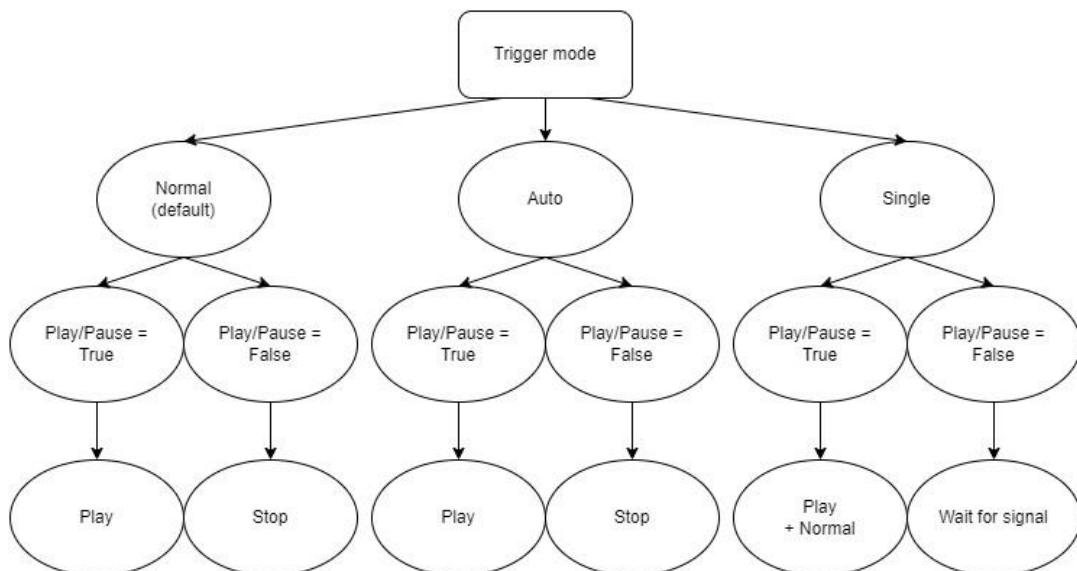 Trigger mode
Normal
(default)
Auto
Single
Play/Pause =
True
Play/Pause =
False
Play/Pause =
True
Play/Pause =
False
Play/Pause =
True
Play/Pause =
False
Play
Stop
Play
Stop
Play
+ Normal
Wait for signal